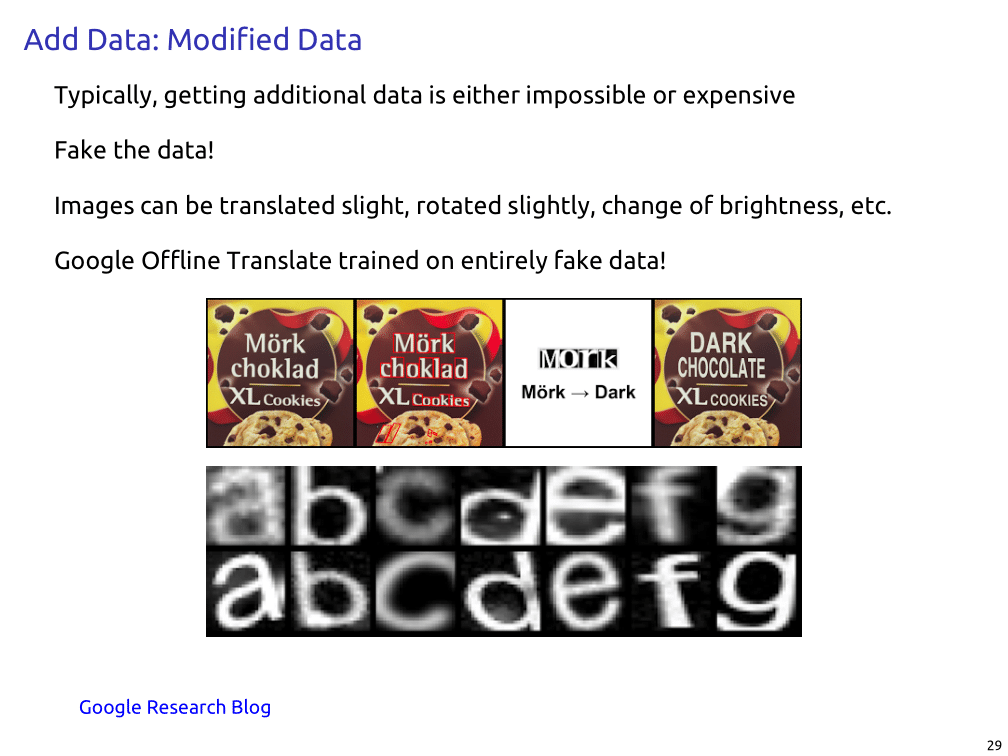 Add Data: Modified Data
Typically, getting additional data is either impossible or expensive
Fake the data!
Images can be translated slight, rotated slightly, change of brightness, etc.
Google Offline Translate trained on entirely fake data!
Mörk
choklad
XL Cookies
Mörk
choklad
XL Cookies
Mörk
Mörk → Dark
DARK
CHOCOLATE
XL COOKIES
a b c d e f g
a b c d e f g
Google Research Blog
29